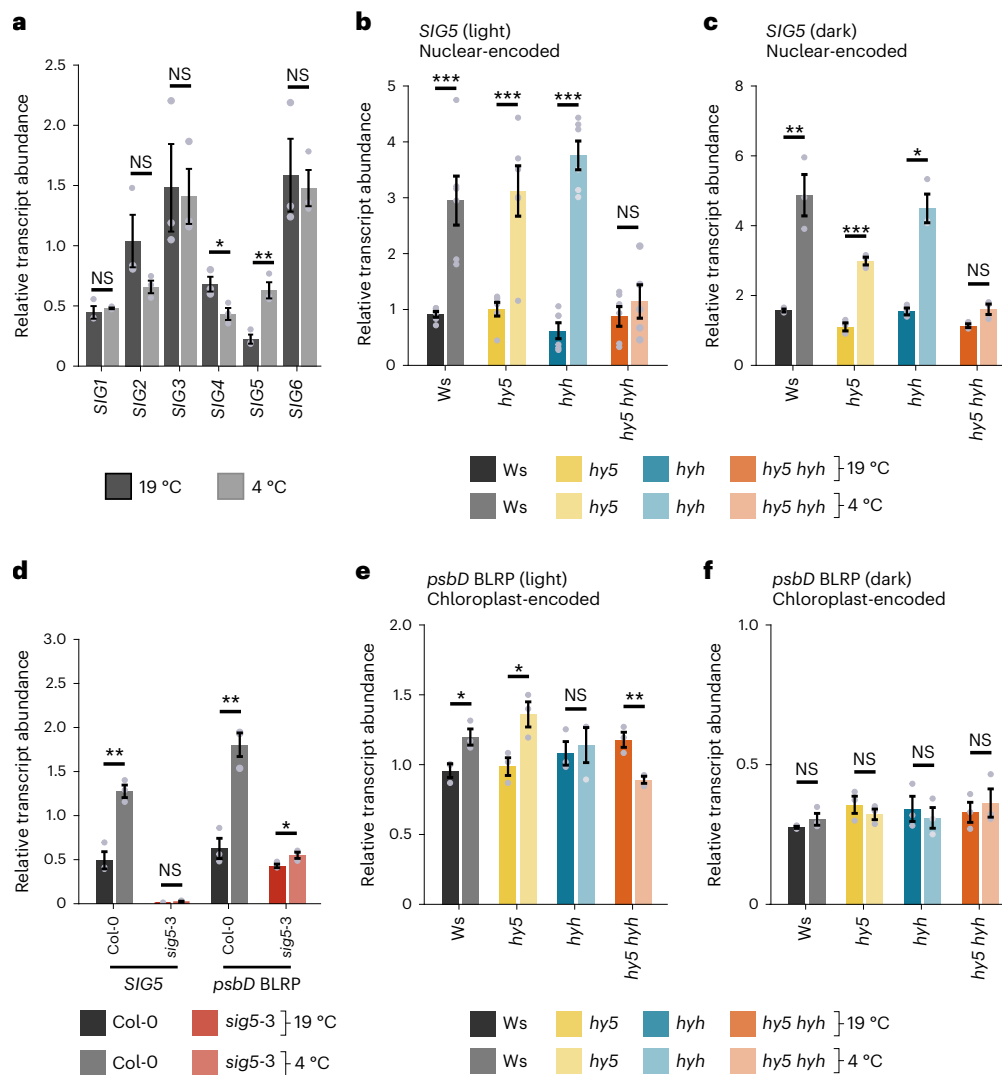 a
Relative transcript abundance
2.5
2.0
1.5
1.0
0.5
0
NS
NS
NS
*
**
NS
SIG1
SIG2
SIG3
SIG4
SIG5
SIG6
19 °C
4 °C
b
SIG5 (light)
Nuclear-encoded
Relative transcript abundance
5
4
3
2
1
0
***
***
***
NS
Ws
hy5
hyh
hy5 hyh
c
SIG5 (dark)
Nuclear-encoded
Relative transcript abundance
8
6
4
2
0
**
***
*
NS
Ws
hy5
hyh
hy5 hyh
Ws hy5 hyh hy5 hyh 19 °C
Ws hy5 hyh hy5 hyh 4 °C
d
Relative transcript abundance
3.0
2.5
2.0
1.5
1.0
0.5
0
**
NS
**
*
Col-0
sig5-3
Col-0
sig5-3
SIG5
psbD BLRP
Col-0 sig5-3 19 °C
Col-0 sig5-3 4 °C
e
psbD BLRP (light)
Chloroplast-encoded
Relative transcript abundance
2.0
1.5
1.0
0.5
0
*
*
NS
**
Ws
hy5
hyh
hy5 hyh
f
psbD BLRP (dark)
Chloroplast-encoded
Relative transcript abundance
1.0
0.5
0
NS
NS
NS
NS
Ws
hy5
hyh
hy5 hyh
Ws hy5 hyh hy5 hyh 19 °C
Ws hy5 hyh hy5 hyh 4 °C